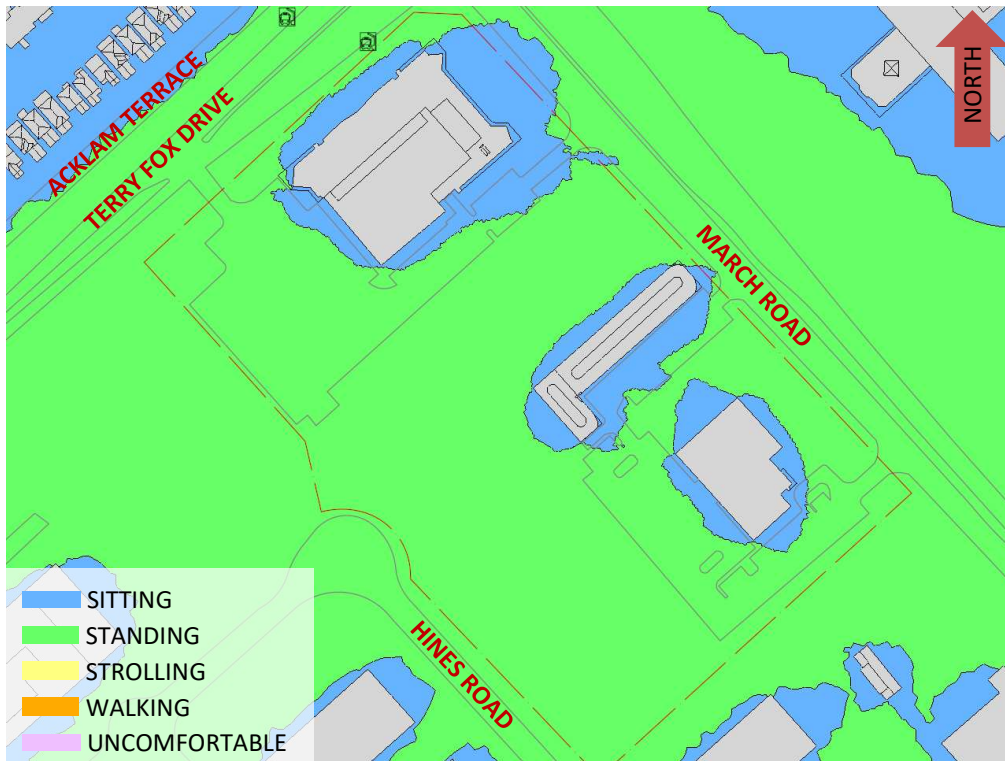 NORTH
ACKLAM TERRACE
TERRY FOX DRIVE
MARCH ROAD
HINES ROAD
SITTING
STANDING
STROLLING
WALKING
UNCOMFORTABLE